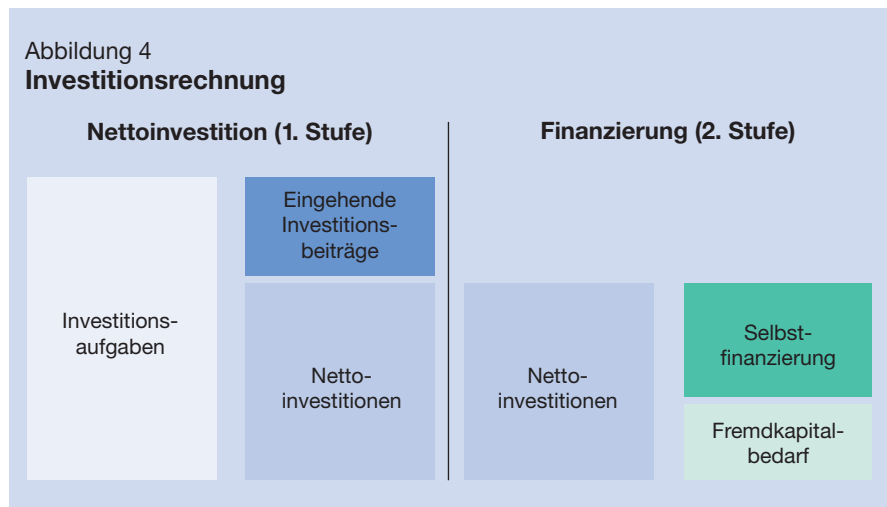 Abbildung 4
Investitionsrechnung
Nettoinvestition (1. Stufe)
Finanzierung (2. Stufe)
Investitions-
aufgaben
Eingehende
Investitions-
beiträge
Netto-
investitionen
Netto-
investitionen
Selbst-
finanzierung
Fremdkapital-
bedarf